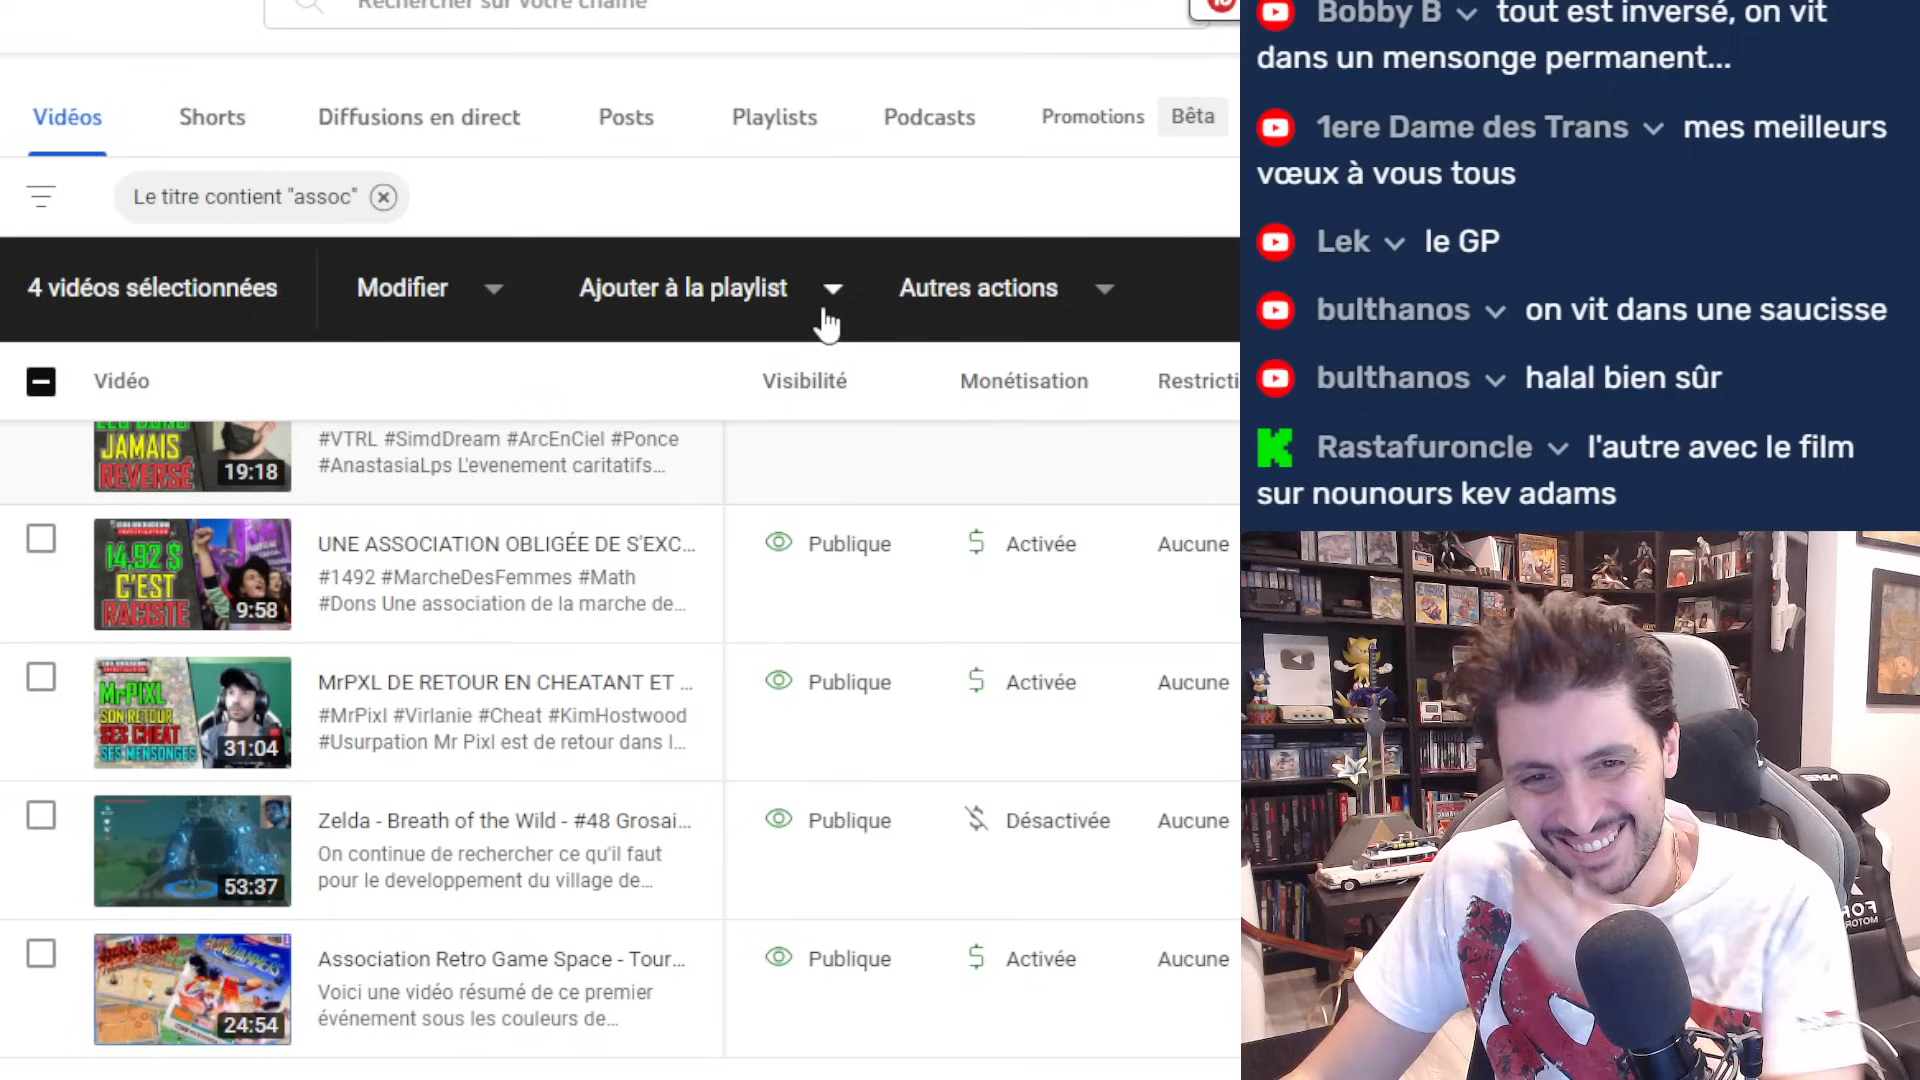 Rechercher sur votre chaîne
Vidéos Shorts Diffusions en direct Posts Playlists Podcasts Promotions Bêta
Le titre contient "assoc"
4 vidéos sélectionnées Modifier Ajouter à la playlist Autres actions
Vidéo Visibilité Monétisation Restricti
JAMAIS
REVERSÉ
19:18
#VTRL #SimdDream #ArcEnCiel #Ponce
#AnastasiaLps L'evenement caritatifs...
14,92 $
C'EST
RACISTE
9:58
UNE ASSOCIATION OBLIGÉE DE S'EXC... Publique Activée Aucune
#1492 #MarcheDesFemmes #Math
#Dons Une association de la marche de...
MrPIXL
SON RETOUR
SES CHEAT
SES MENSONGES
31:04
MrPXL DE RETOUR EN CHEATANT ET ... Publique Activée Aucune
#MrPixl #Virlanie #Cheat #KimHostwood
#Usurpation Mr Pixl est de retour dans l...
53:37
Zelda - Breath of the Wild - #48 Grosai... Publique Désactivée Aucune
On continue de rechercher ce qu'il faut
pour le developpement du village de...
24:54
Association Retro Game Space - Tour... Publique Activée Aucune
Voici une vidéo résumé de ce premier
événement sous les couleurs de...
Bobby B tout est inversé, on vit
dans un mensonge permanent...
1ere Dame des Trans mes meilleurs
vœux à vous tous
Lek le GP
bulthanos on vit dans une saucisse
bulthanos halal bien sûr
Rastafuroncle l'autre avec le film
sur nounours kev adams